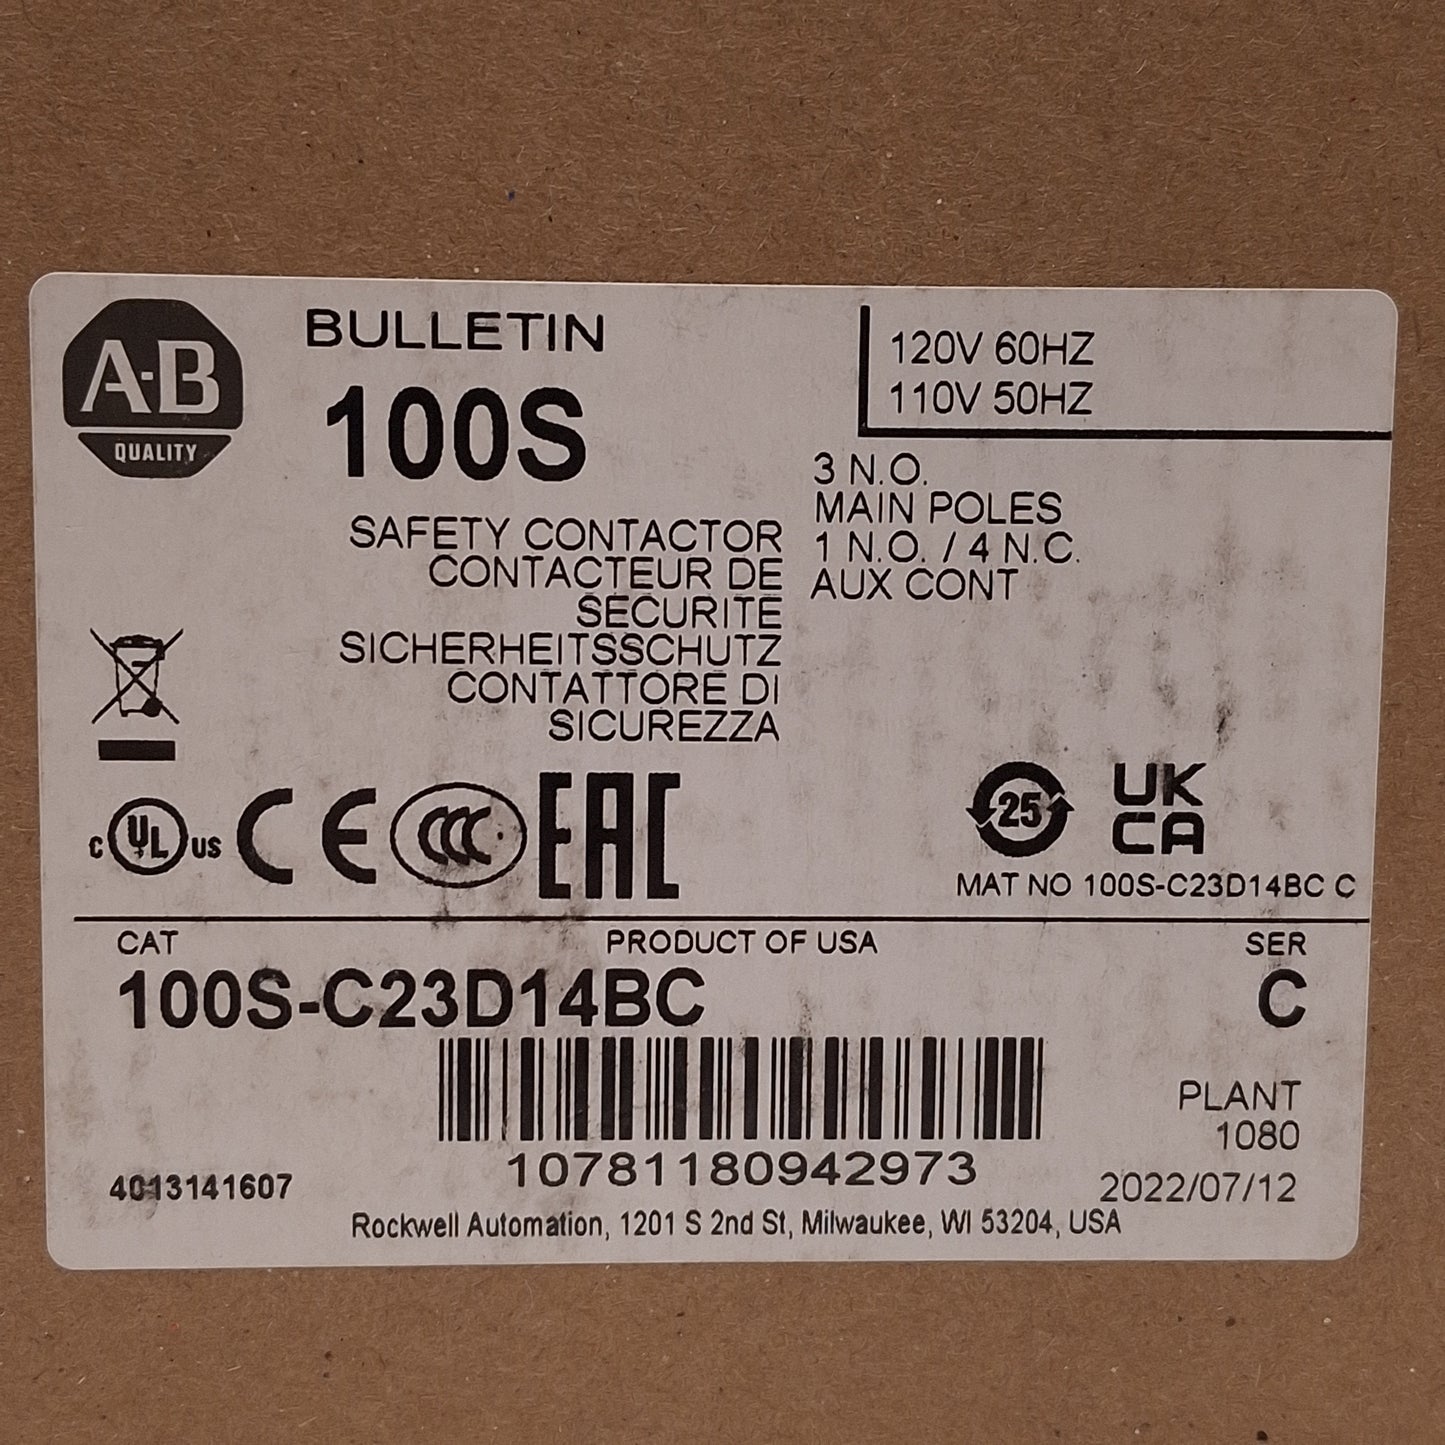 A-B
QUALITY
BULLETIN
100S
120V 60HZ
110V 50HZ
SAFETY CONTACTOR
CONTACTEUR DE
SECURITE
SICHERHEITSSCHUTZ
CONTATTORE DI
SICUREZZA
3 N.O.
MAIN POLES
1 N.O. / 4 N.C.
AUX CONT
C UL US
CE
CCC
EAC
25
UK
CA
MAT NO 100S-C23D14BC C
CAT
PRODUCT OF USA
SER
100S-C23D14BC
C
PLANT
1080
10781180942973
4013141607
2022/07/12
Rockwell Automation, 1201 S 2nd St, Milwaukee, WI 53204, USA